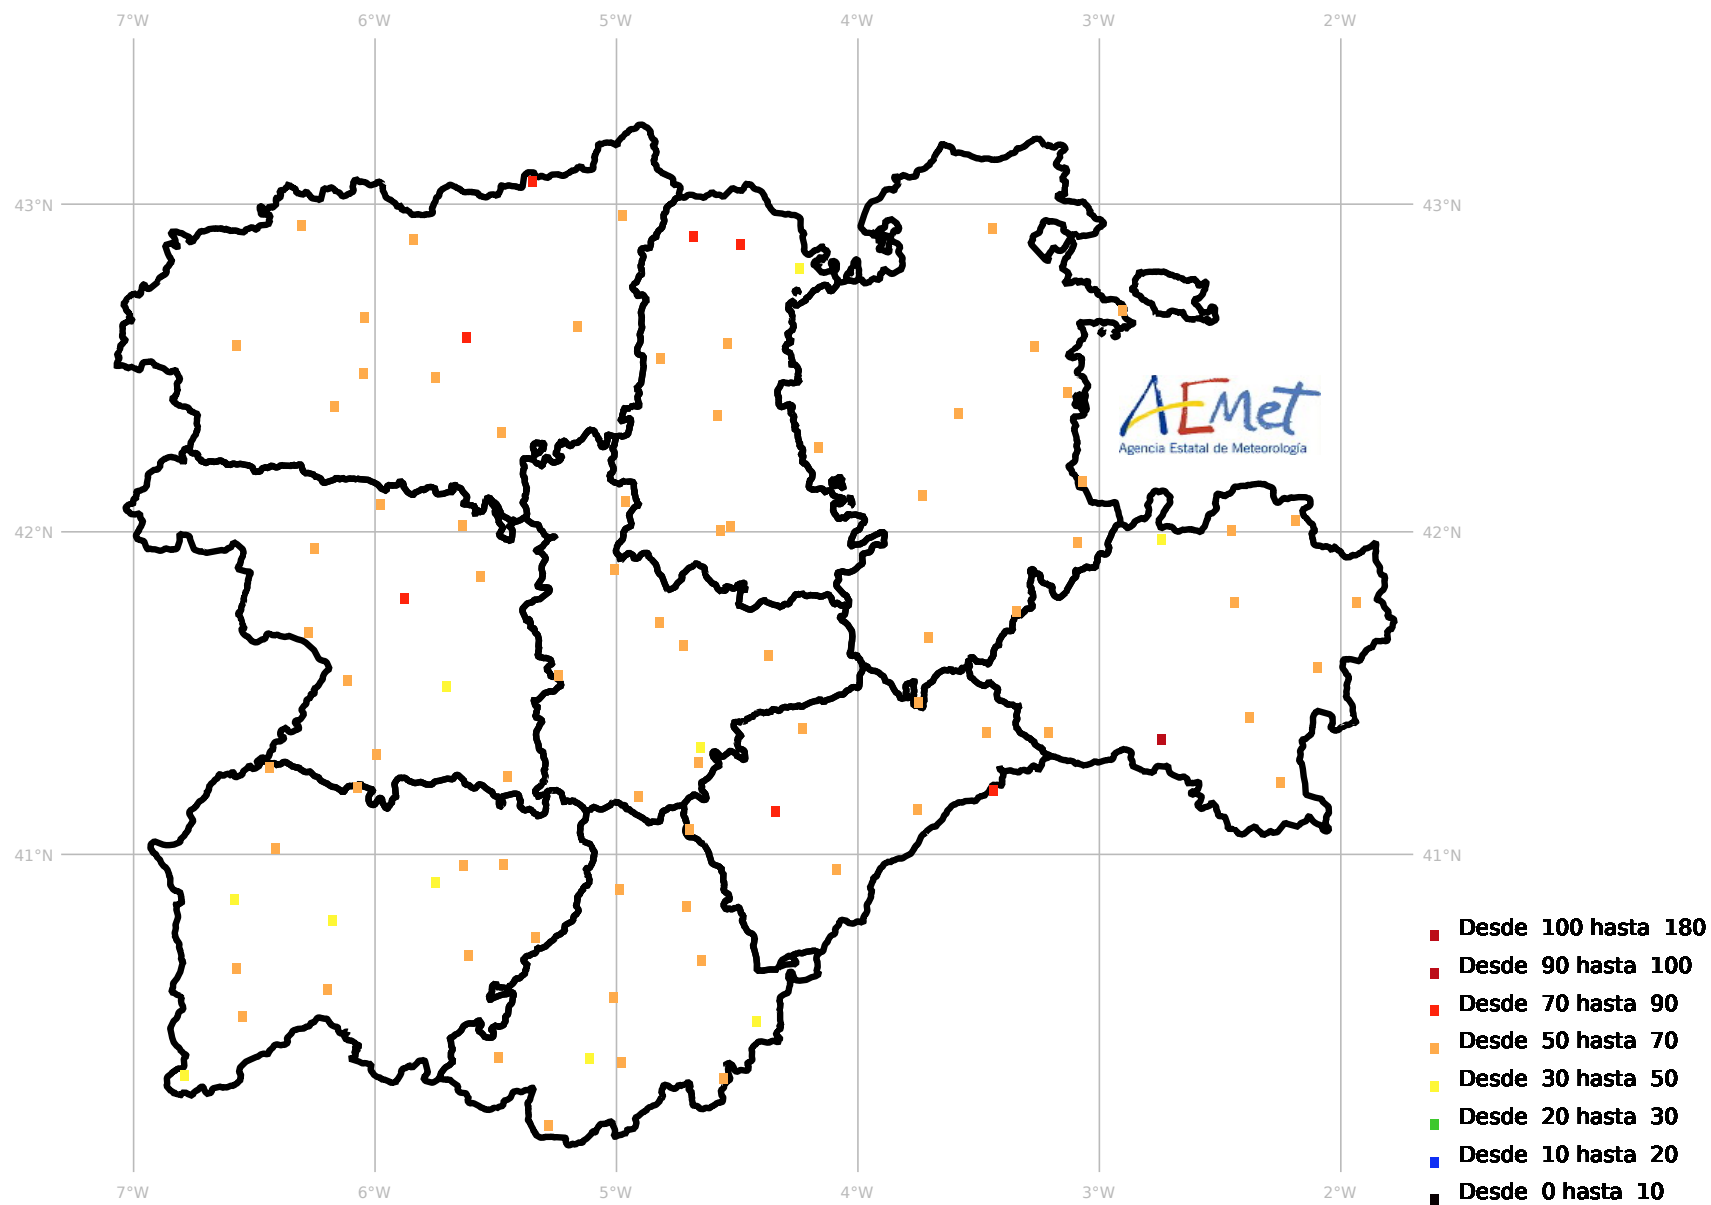 7°W 6°W 5°W 4°W 3°W 2°W
43°N 43°N
AEMet
Agencia Estatal de Meteorología
42°N 42°N
41°N 41°N
Desde 100 hasta 180
Desde 90 hasta 100
Desde 70 hasta 90
Desde 50 hasta 70
Desde 30 hasta 50
Desde 20 hasta 30
Desde 10 hasta 20
Desde 0 hasta 10
7°W 6°W 5°W 4°W 3°W 2°W